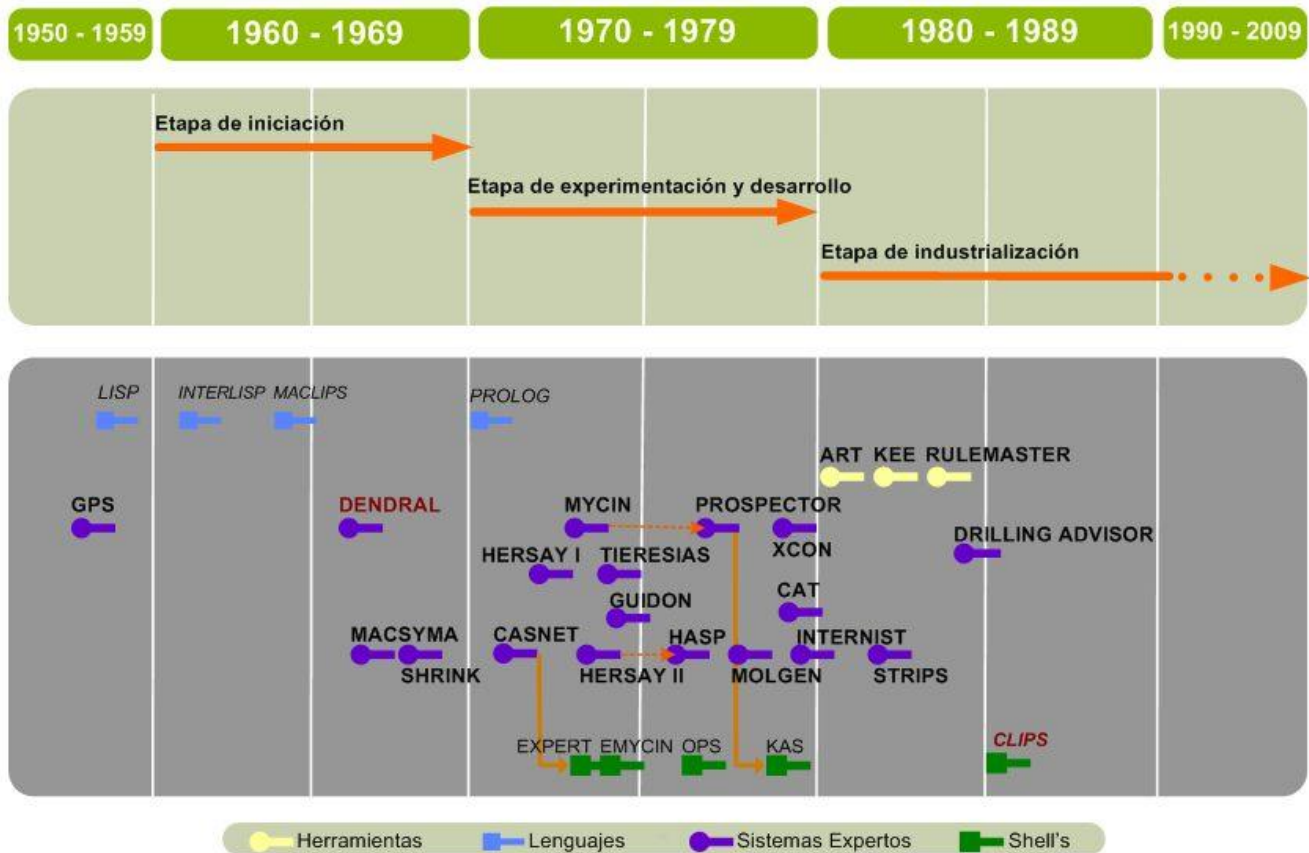 1950 - 1959
1960 - 1969
1970 - 1979
1980 - 1989
1990 - 2009
Etapa de iniciación
Etapa de experimentación y desarrollo
Etapa de industrialización
LISP
INTERLISP
MACLIPS
PROLOG
ART
KEE
RULEMASTER
GPS
DENDRAL
MYCIN
PROSPECTOR
XCON
DRILLING ADVISOR
HERSAY I
TIERESIAS
GUIDON
CAT
MACSYMA
SHRINK
CASNET
HERSAY II
HASP
MOLGEN
INTERNIST
STRIPS
EXPERT
EMYCIN
OPS
KAS
CLIPS
Herramientas
Lenguajes
Sistemas Expertos
Shell's